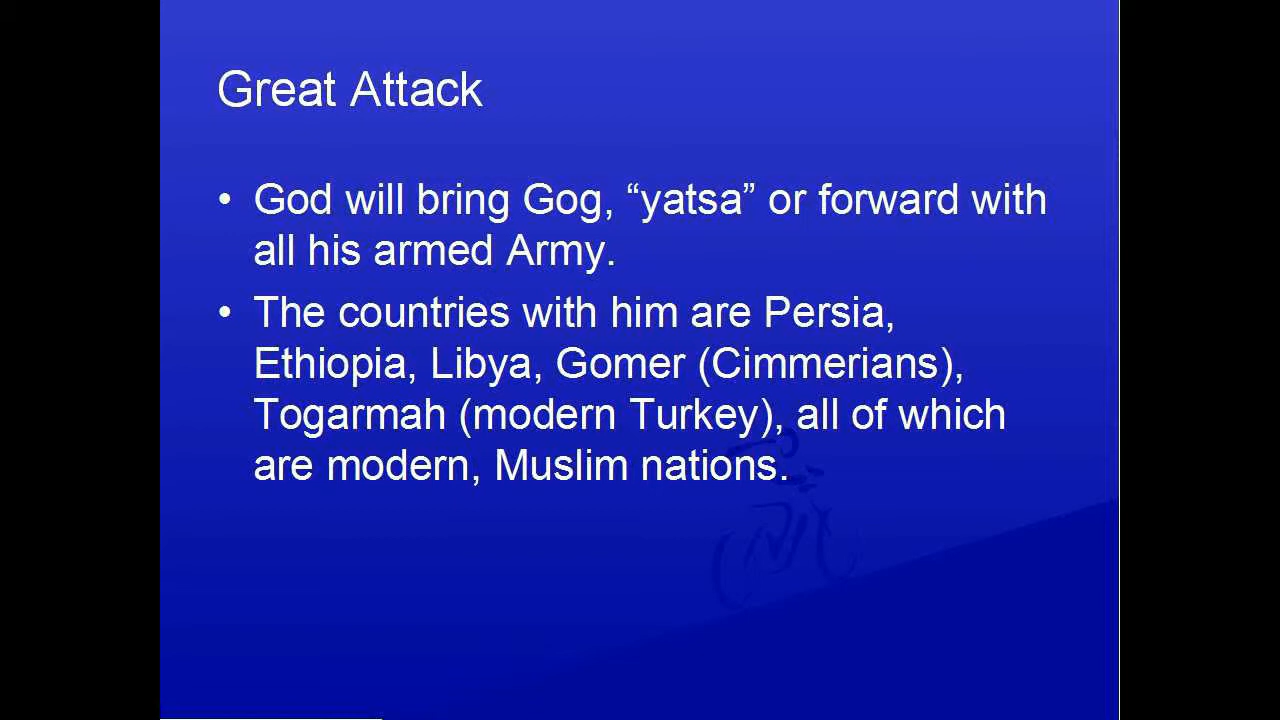 Great Attack
• God will bring Gog, “yatsa” or forward with
all his armed Army.
• The countries with him are Persia,
Ethiopia, Libya, Gomer (Cimmerians),
Togarmah (modern Turkey), all of which
are modern, Muslim nations.